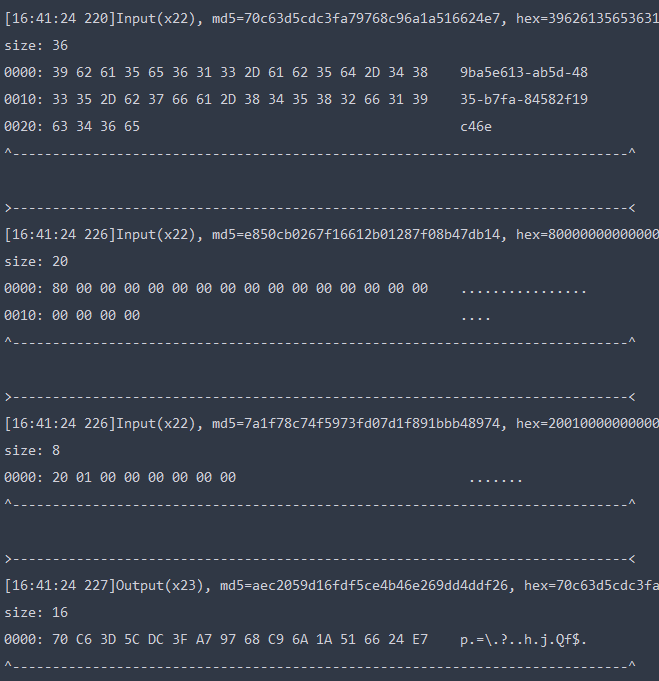 [16:41:24 220]Input(x22), md5=70c63d5cdc3fa79768c96a1a516624e7, hex=39626135653631
size: 36
0000: 39 62 61 35 65 36 31 33 2D 61 62 35 64 2D 34 38    9ba5e613-ab5d-48
0010: 33 35 2D 62 37 66 61 2D 38 34 35 38 32 66 31 39    35-b7fa-84582f19
0020: 63 34 36 65                                        c46e
^------------------------------------------------------------------------------^
>------------------------------------------------------------------------------<
[16:41:24 226]Input(x22), md5=e850cb0267f16612b01287f08b47db14, hex=80000000000000
size: 20
0000: 80 00 00 00 00 00 00 00 00 00 00 00 00 00 00 00    ................
0010: 00 00 00 00                                        ....
^------------------------------------------------------------------------------^
>------------------------------------------------------------------------------<
[16:41:24 226]Input(x22), md5=7a1f78c74f5973fd07d1f891bbb48974, hex=20010000000000
size: 8
0000: 20 01 00 00 00 00 00 00                             .......
^------------------------------------------------------------------------------^
>------------------------------------------------------------------------------<
[16:41:24 227]Output(x23), md5=aec2059d16fdf5ce4b46e269dd4ddf26, hex=70c63d5cdc3fa
size: 16
0000: 70 C6 3D 5C DC 3F A7 97 68 C9 6A 1A 51 66 24 E7    p.=\.?..h.j.Qf$.
^------------------------------------------------------------------------------^